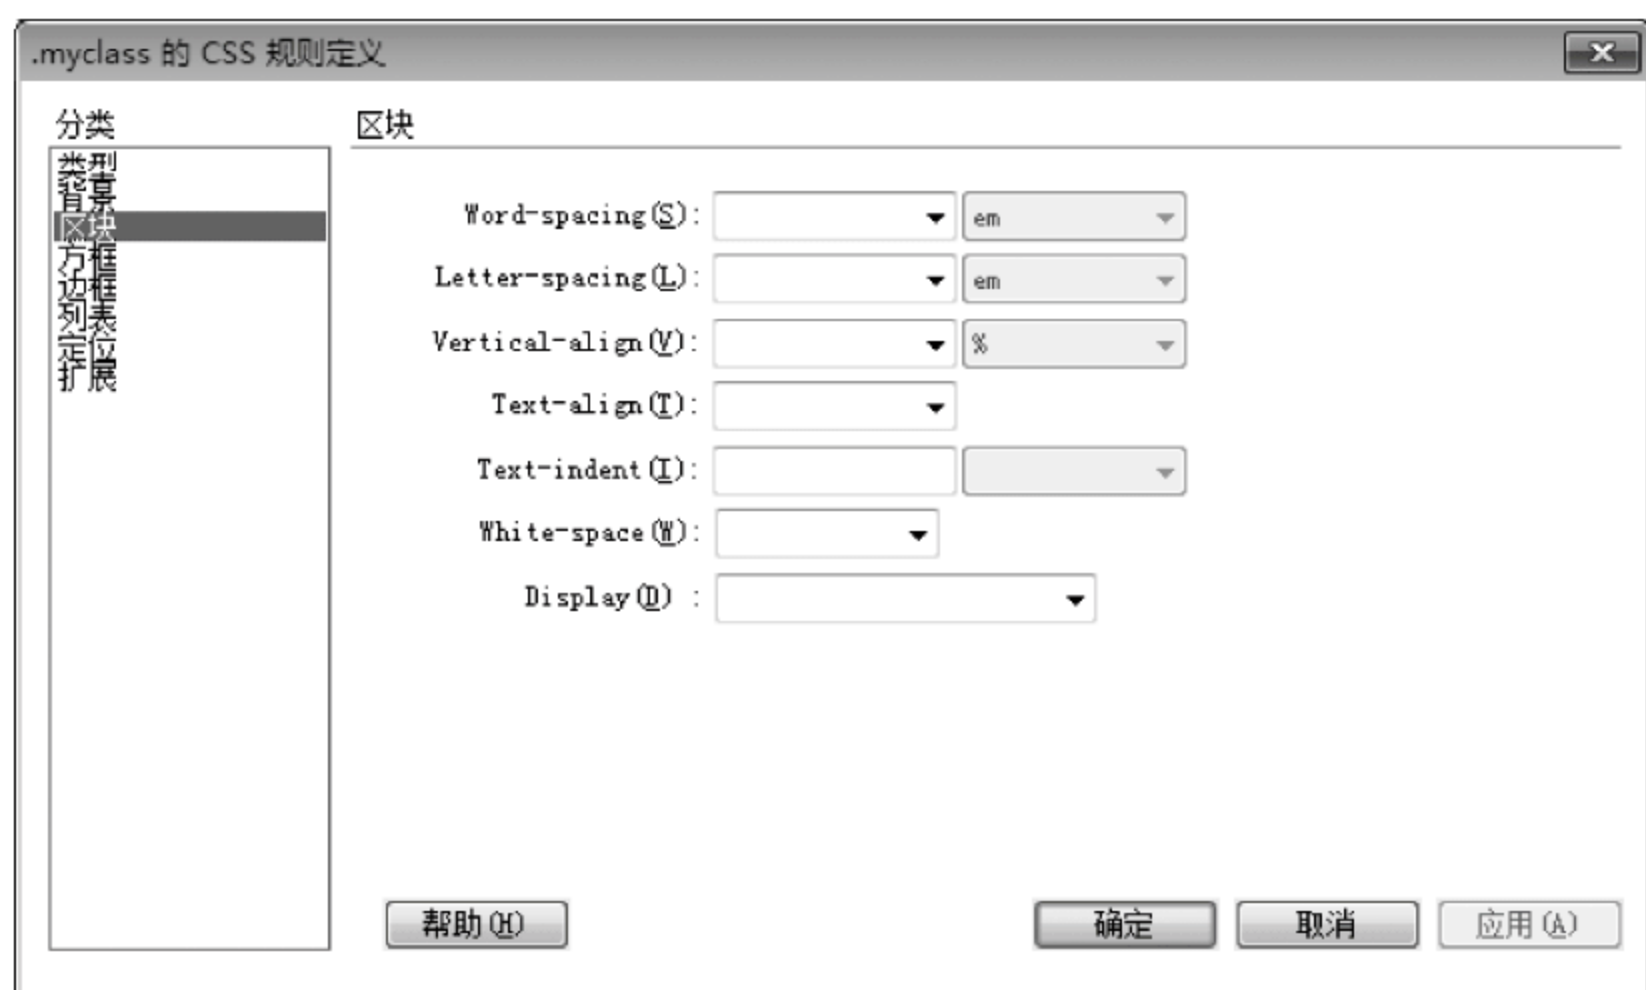 .myclass 的 CSS 规则定义
分类
类型
背景
区块
方框
边框
列表
定位
扩展
区块
Word-spacing(S): em
Letter-spacing(L): em
Vertical-align(V): %
Text-align(T):
Text-indent(I):
White-space(W):
Display(D) :
帮助(H) 确定 取消 应用(A)